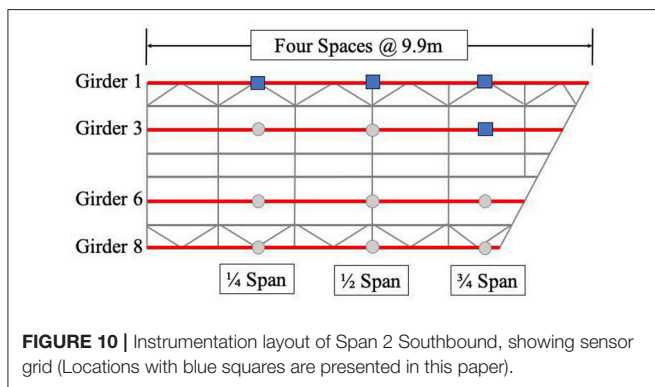 Four Spaces @ 9.9m
Girder 1
Girder 3
Girder 6
Girder 8
¼ Span
½ Span
¾ Span
FIGURE 10 | Instrumentation layout of Span 2 Southbound, showing sensor
grid (Locations with blue squares are presented in this paper).